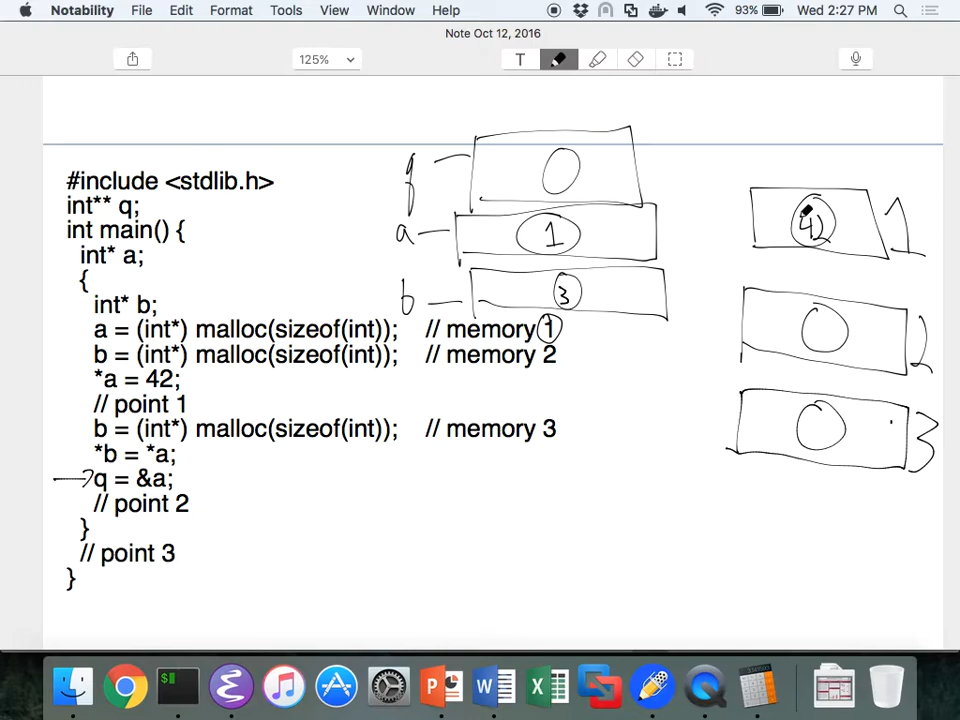 Notability File Edit Format Edit Tools View Window Help 93% Wed 2:27 PM
Note Oct 12, 2016
125% T
#include <stdlib.h>
int** q;
int main() {
int* a;
{
int* b;
a = (int*) malloc(sizeof(int)); // memory 1
b = (int*) malloc(sizeof(int)); // memory 2
*a = 42;
// point 1
b = (int*) malloc(sizeof(int)); // memory 3
*b = *a;
q = &a;
// point 2
}
// point 3
}
q 0
a 1
b 3
42 1
0 2
0 3